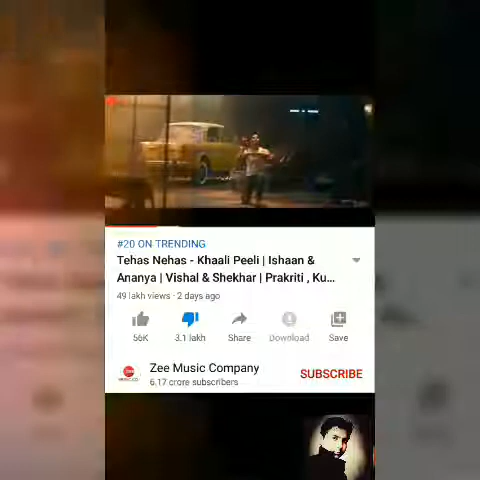 #20 ON TRENDING
Tehas Nehas - Khaali Peeli | Ishaan &
Ananya | Vishal & Shekhar | Prakriti , Ku...
49 lakh views · 2 days ago
56K 3.1 lakh Share Download Save
Zee Music Company SUBSCRIBE
6.17 crore subscribers